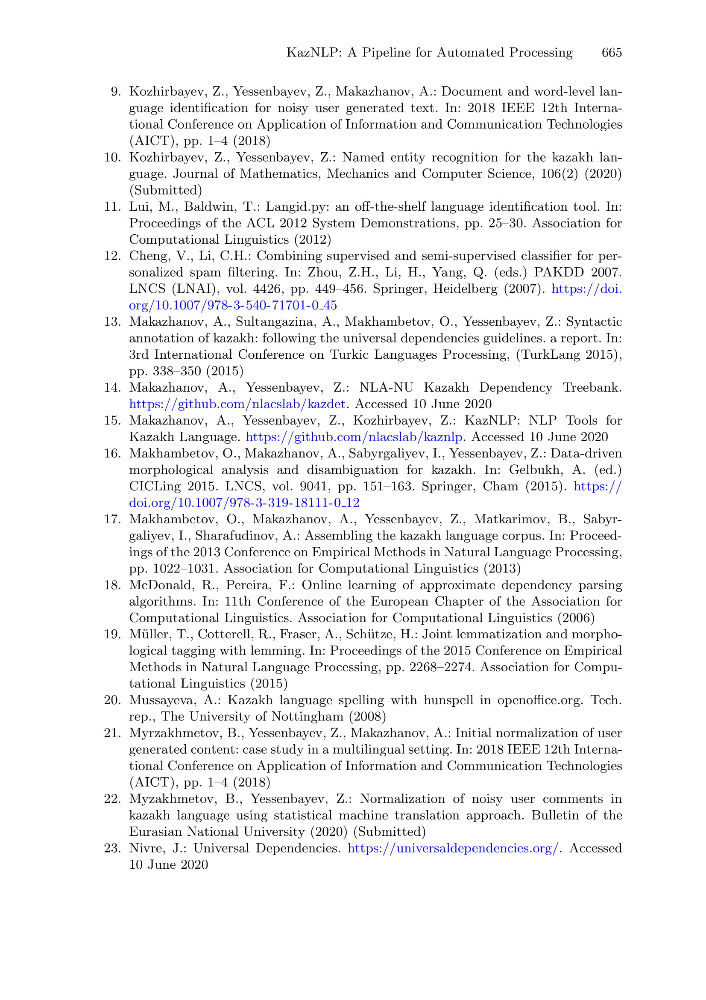 KazNLP: A Pipeline for Automated Processing 665
9. Kozhirbayev, Z., Yessenbayev, Z., Makazhanov, A.: Document and word-level lan-
guage identification for noisy user generated text. In: 2018 IEEE 12th Interna-
tional Conference on Application of Information and Communication Technologies
(AICT), pp. 1–4 (2018)
10. Kozhirbayev, Z., Yessenbayev, Z.: Named entity recognition for the kazakh lan-
guage. Journal of Mathematics, Mechanics and Computer Science, 106(2) (2020)
(Submitted)
11. Lui, M., Baldwin, T.: Langid.py: an off-the-shelf language identification tool. In:
Proceedings of the ACL 2012 System Demonstrations, pp. 25–30. Association for
Computational Linguistics (2012)
12. Cheng, V., Li, C.H.: Combining supervised and semi-supervised classifier for per-
sonalized spam filtering. In: Zhou, Z.H., Li, H., Yang, Q. (eds.) PAKDD 2007.
LNCS (LNAI), vol. 4426, pp. 449–456. Springer, Heidelberg (2007). https://doi.
org/10.1007/978-3-540-71701-0_45
13. Makazhanov, A., Sultangazina, A., Makhambetov, O., Yessenbayev, Z.: Syntactic
annotation of kazakh: following the universal dependencies guidelines. a report. In:
3rd International Conference on Turkic Languages Processing, (TurkLang 2015),
pp. 338–350 (2015)
14. Makazhanov, A., Yessenbayev, Z.: NLA-NU Kazakh Dependency Treebank.
https://github.com/nlacslab/kazdet. Accessed 10 June 2020
15. Makazhanov, A., Yessenbayev, Z., Kozhirbayev, Z.: KazNLP: NLP Tools for
Kazakh Language. https://github.com/nlacslab/kaznlp. Accessed 10 June 2020
16. Makhambetov, O., Makazhanov, A., Sabyrgaliyev, I., Yessenbayev, Z.: Data-driven
morphological analysis and disambiguation for kazakh. In: Gelbukh, A. (ed.)
CICLing 2015. LNCS, vol. 9041, pp. 151–163. Springer, Cham (2015). https://
doi.org/10.1007/978-3-319-18111-0_12
17. Makhambetov, O., Makazhanov, A., Yessenbayev, Z., Matkarimov, B., Sabyr-
galiyev, I., Sharafudinov, A.: Assembling the kazakh language corpus. In: Proceed-
ings of the 2013 Conference on Empirical Methods in Natural Language Processing,
pp. 1022–1031. Association for Computational Linguistics (2013)
18. McDonald, R., Pereira, F.: Online learning of approximate dependency parsing
algorithms. In: 11th Conference of the European Chapter of the Association for
Computational Linguistics. Association for Computational Linguistics (2006)
19. Müller, T., Cotterell, R., Fraser, A., Schütze, H.: Joint lemmatization and morpho-
logical tagging with lemming. In: Proceedings of the 2015 Conference on Empirical
Methods in Natural Language Processing, pp. 2268–2274. Association for Compu-
tational Linguistics (2015)
20. Mussayeva, A.: Kazakh language spelling with hunspell in openoffice.org. Tech.
rep., The University of Nottingham (2008)
21. Myrzakhmetov, B., Yessenbayev, Z., Makazhanov, A.: Initial normalization of user
generated content: case study in a multilingual setting. In: 2018 IEEE 12th Interna-
tional Conference on Application of Information and Communication Technologies
(AICT), pp. 1–4 (2018)
22. Myzakhmetov, B., Yessenbayev, Z.: Normalization of noisy user comments in
kazakh language using statistical machine translation approach. Bulletin of the
Eurasian National University (2020) (Submitted)
23. Nivre, J.: Universal Dependencies. https://universaldependencies.org/. Accessed
10 June 2020